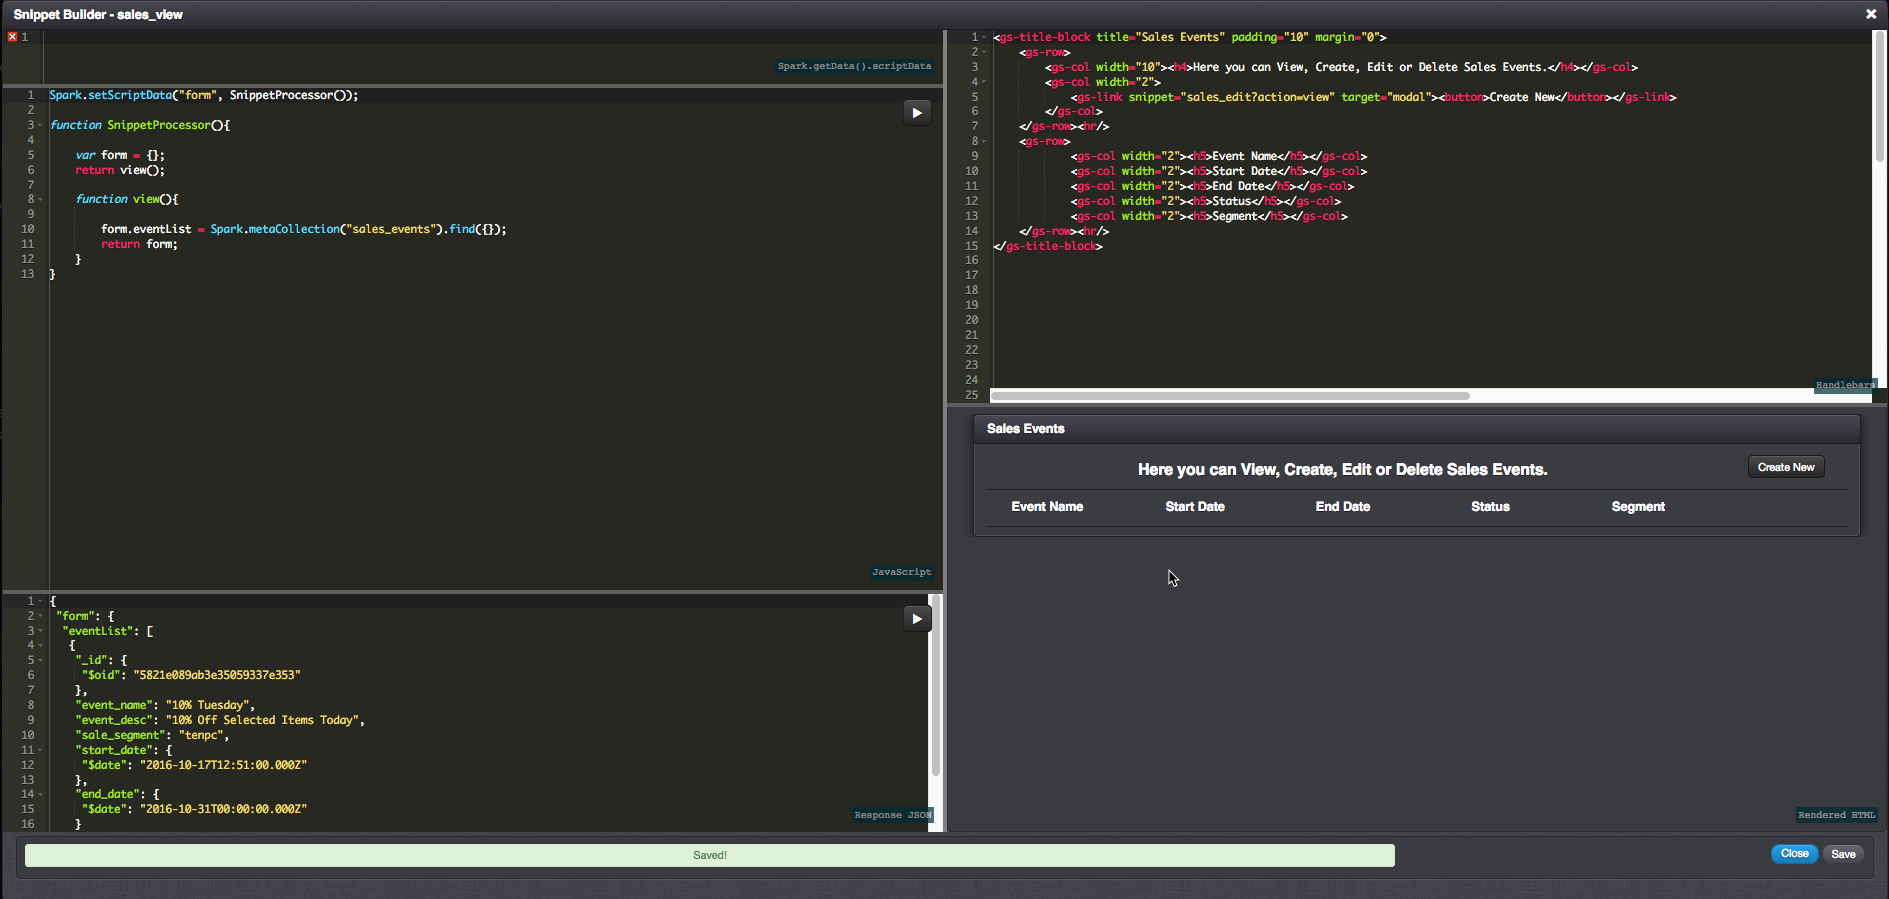 Snippet Builder - sales_view
1
Spark.getData().scriptData
1 Spark.setScriptData("form", SnippetProcessor());
2
3 function SnippetProcessor(){
4
5 var form = {};
6 return view();
7
8 function view(){
9
10 form.eventList = Spark.metaCollection("sales_events").find({});
11 return form;
12 }
13 }
JavaScript
1 {
2 "form": {
3 "eventList": [
4 {
5 "_id": {
6 "$oid": "5821e089ab3e35059337e353"
7 },
8 "event_name": "10% Tuesday",
9 "event_desc": "10% Off Selected Items Today",
10 "sale_segment": "tenpc",
11 "start_date": {
12 "$date": "2016-10-17T12:51:00.000Z"
13 },
14 "end_date": {
15 "$date": "2016-10-31T00:00:00.000Z"
16 }
Response JSON
1 <gs-title-block title="Sales Events" padding="10" margin="0">
2 <gs-row>
3 <gs-col width="10"><h4>Here you can View, Create, Edit or Delete Sales Events.</h4></gs-col>
4 <gs-col width="2">
5 <gs-link snippet="sales_edit?action=view" target="modal"><button>Create New</button></gs-link>
6 </gs-col>
7 </gs-row><hr/>
8 <gs-row>
9 <gs-col width="2"><h5>Event Name</h5></gs-col>
10 <gs-col width="2"><h5>Start Date</h5></gs-col>
11 <gs-col width="2"><h5>End Date</h5></gs-col>
12 <gs-col width="2"><h5>Status</h5></gs-col>
13 <gs-col width="2"><h5>Segment</h5></gs-col>
14 </gs-row><hr/>
15 </gs-title-block>
16
17
18
19
20
21
22
23
24
25
Handlebars
Sales Events
Here you can View, Create, Edit or Delete Sales Events.
Create New
Event Name Start Date End Date Status Segment
Rendered HTML
Saved!
Close Save